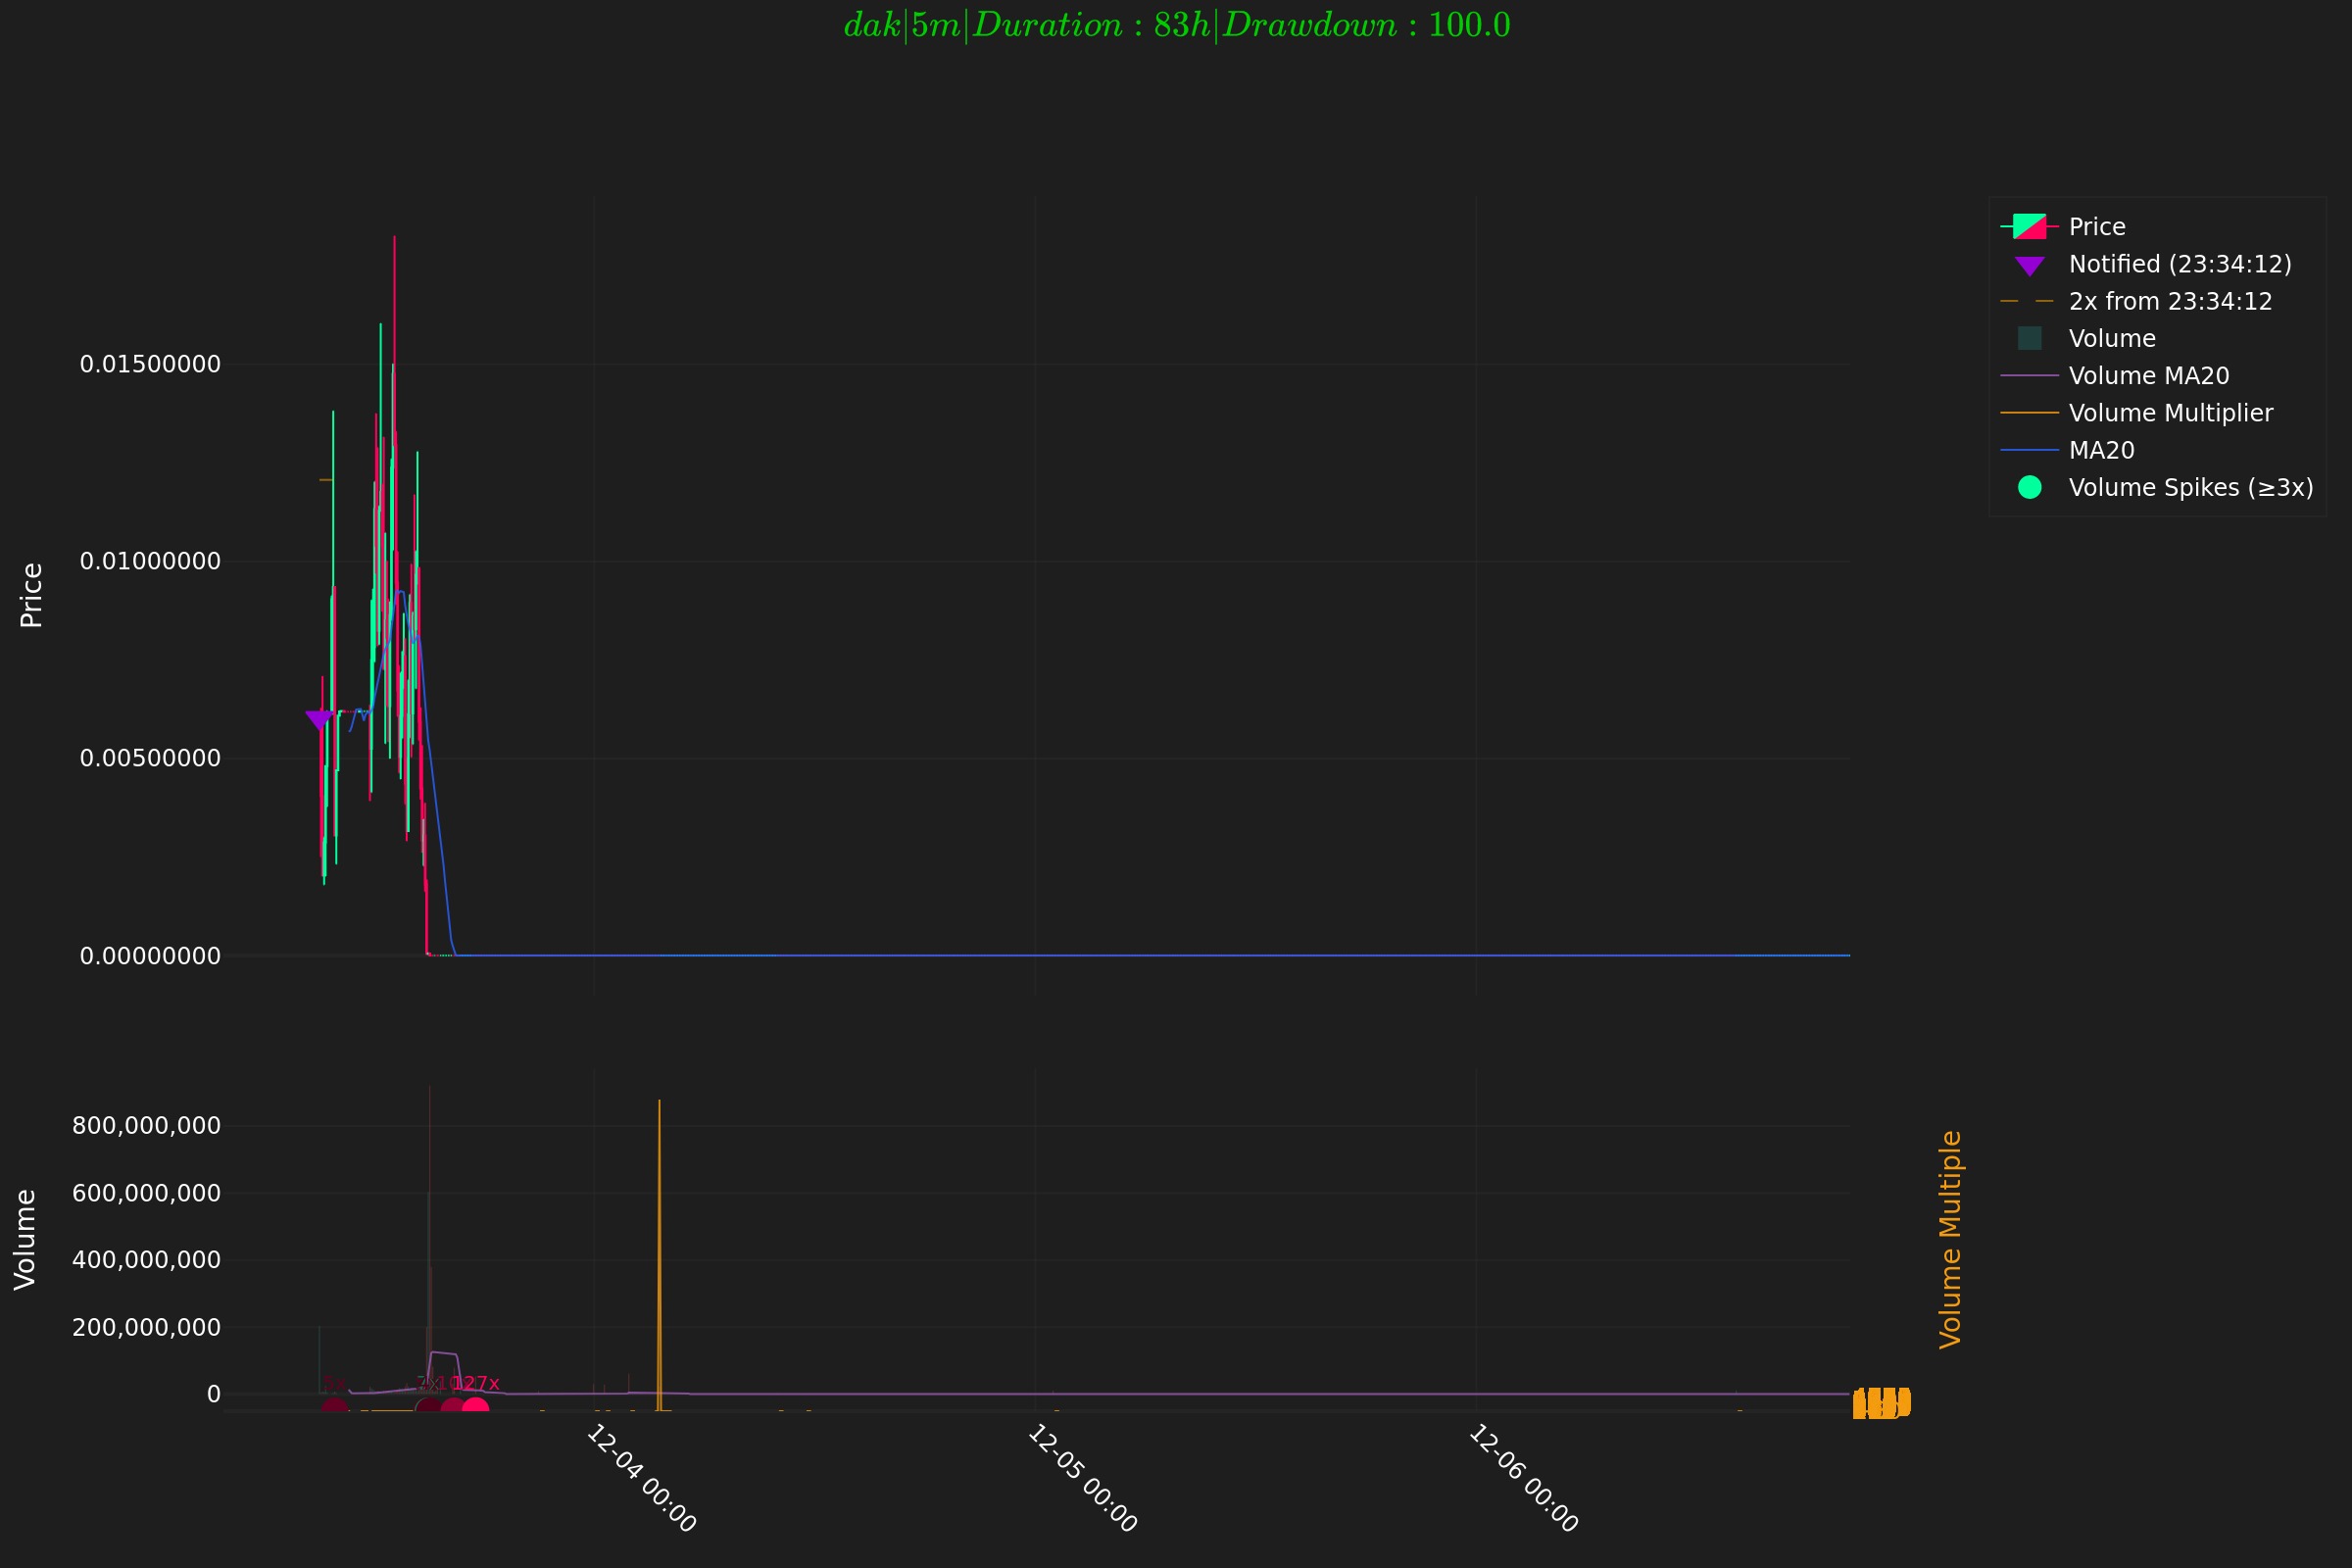 dak|5m|Duration : 83h|Drawdown : 100.0
Price
Notified (23:34:12)
2x from 23:34:12
Volume
Volume MA20
Volume Multiplier
MA20
Volume Spikes (≥3x)
Price
0.01500000
0.01000000
0.00500000
0.00000000
Volume
800,000,000
600,000,000
400,000,000
200,000,000
0
127x
Volume Multiple
12-04 00:00
12-05 00:00
12-06 00:00